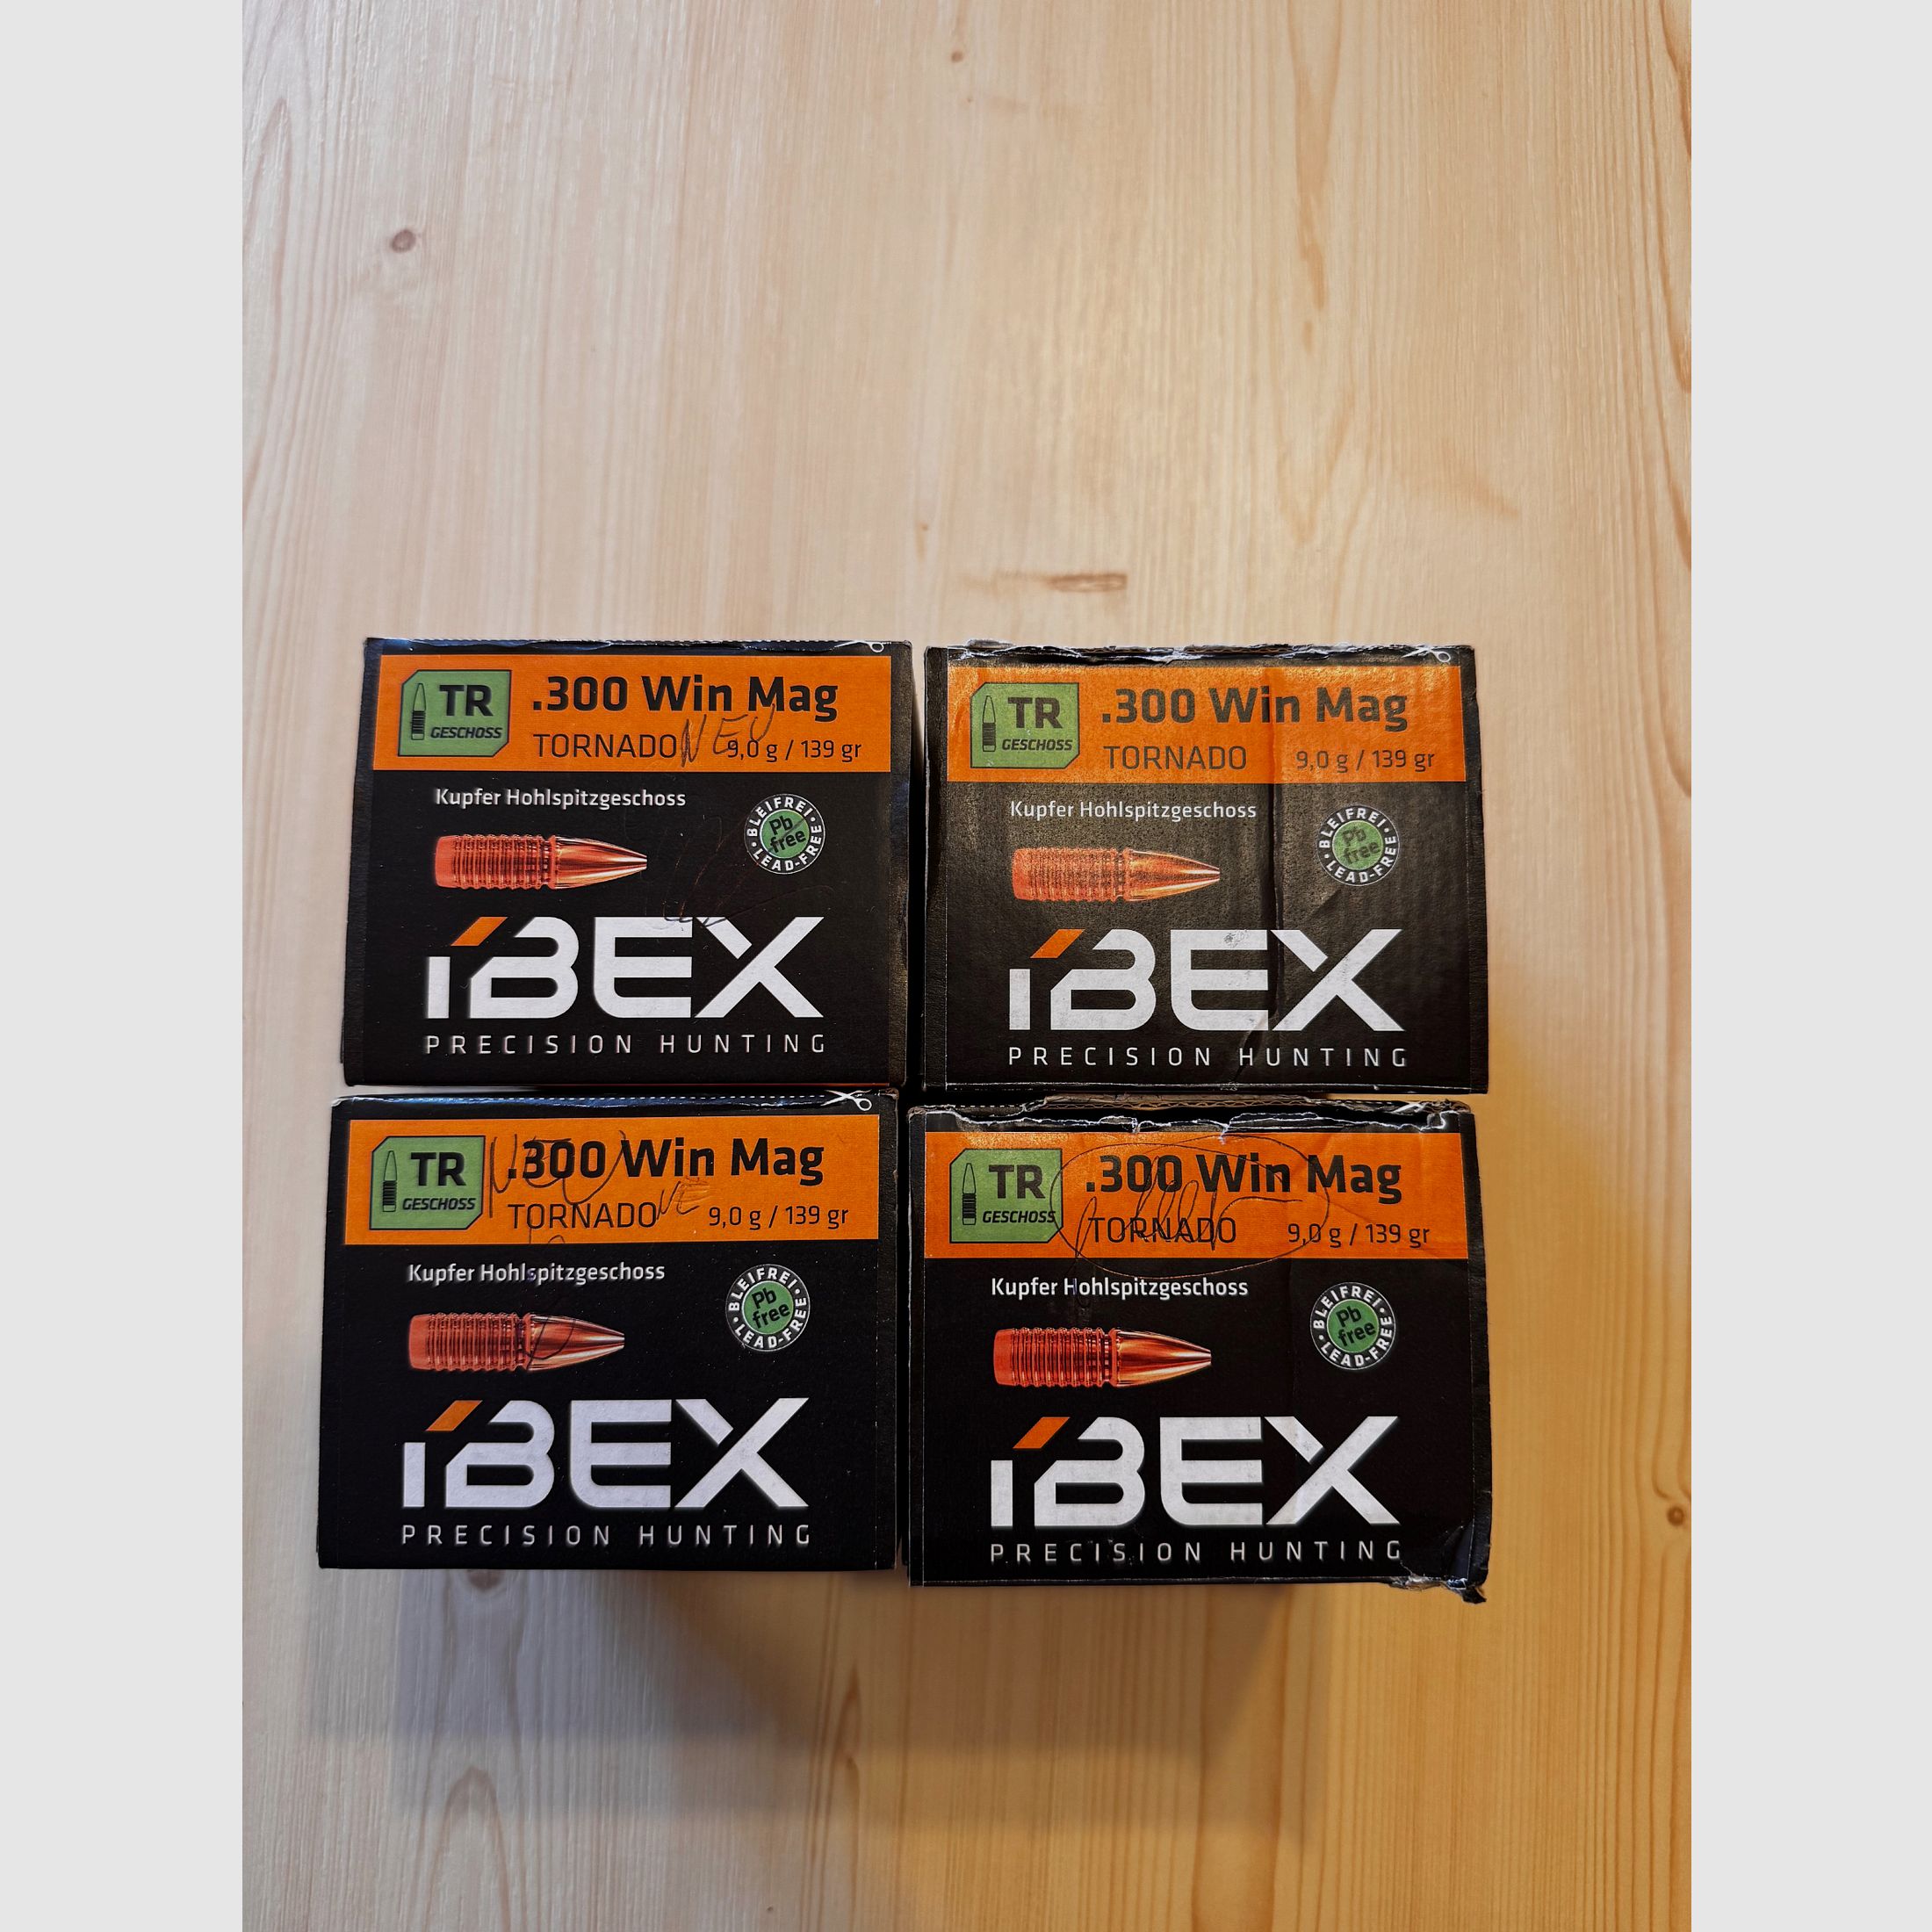 TR
GESCHOSS
.300 Win Mag
NEU
TORNADO 9,0 g / 139 gr
Kupfer Hohlspitzgeschoss
BLEIFREI
Pb
free
LEAD-FREE
iBEX
PRECISION HUNTING
TR
GESCHOSS
.300 Win Mag
TORNADO 9,0 g / 139 gr
Kupfer Hohlspitzgeschoss
BLEIFREI
Pb
free
LEAD-FREE
iBEX
PRECISION HUNTING
TR
GESCHOSS
.300 Win Mag
NEU
TORNADO NE 9,0 g / 139 gr
Kupfer Hohlspitzgeschoss
BLEIFREI
Pb
free
LEAD-FREE
iBEX
PRECISION HUNTING
TR
GESCHOSS
.300 Win Mag
TORNADO 9,0 g / 139 gr
Kupfer Hohlspitzgeschoss
BLEIFREI
Pb
free
LEAD-FREE
iBEX
PRECISION HUNTING